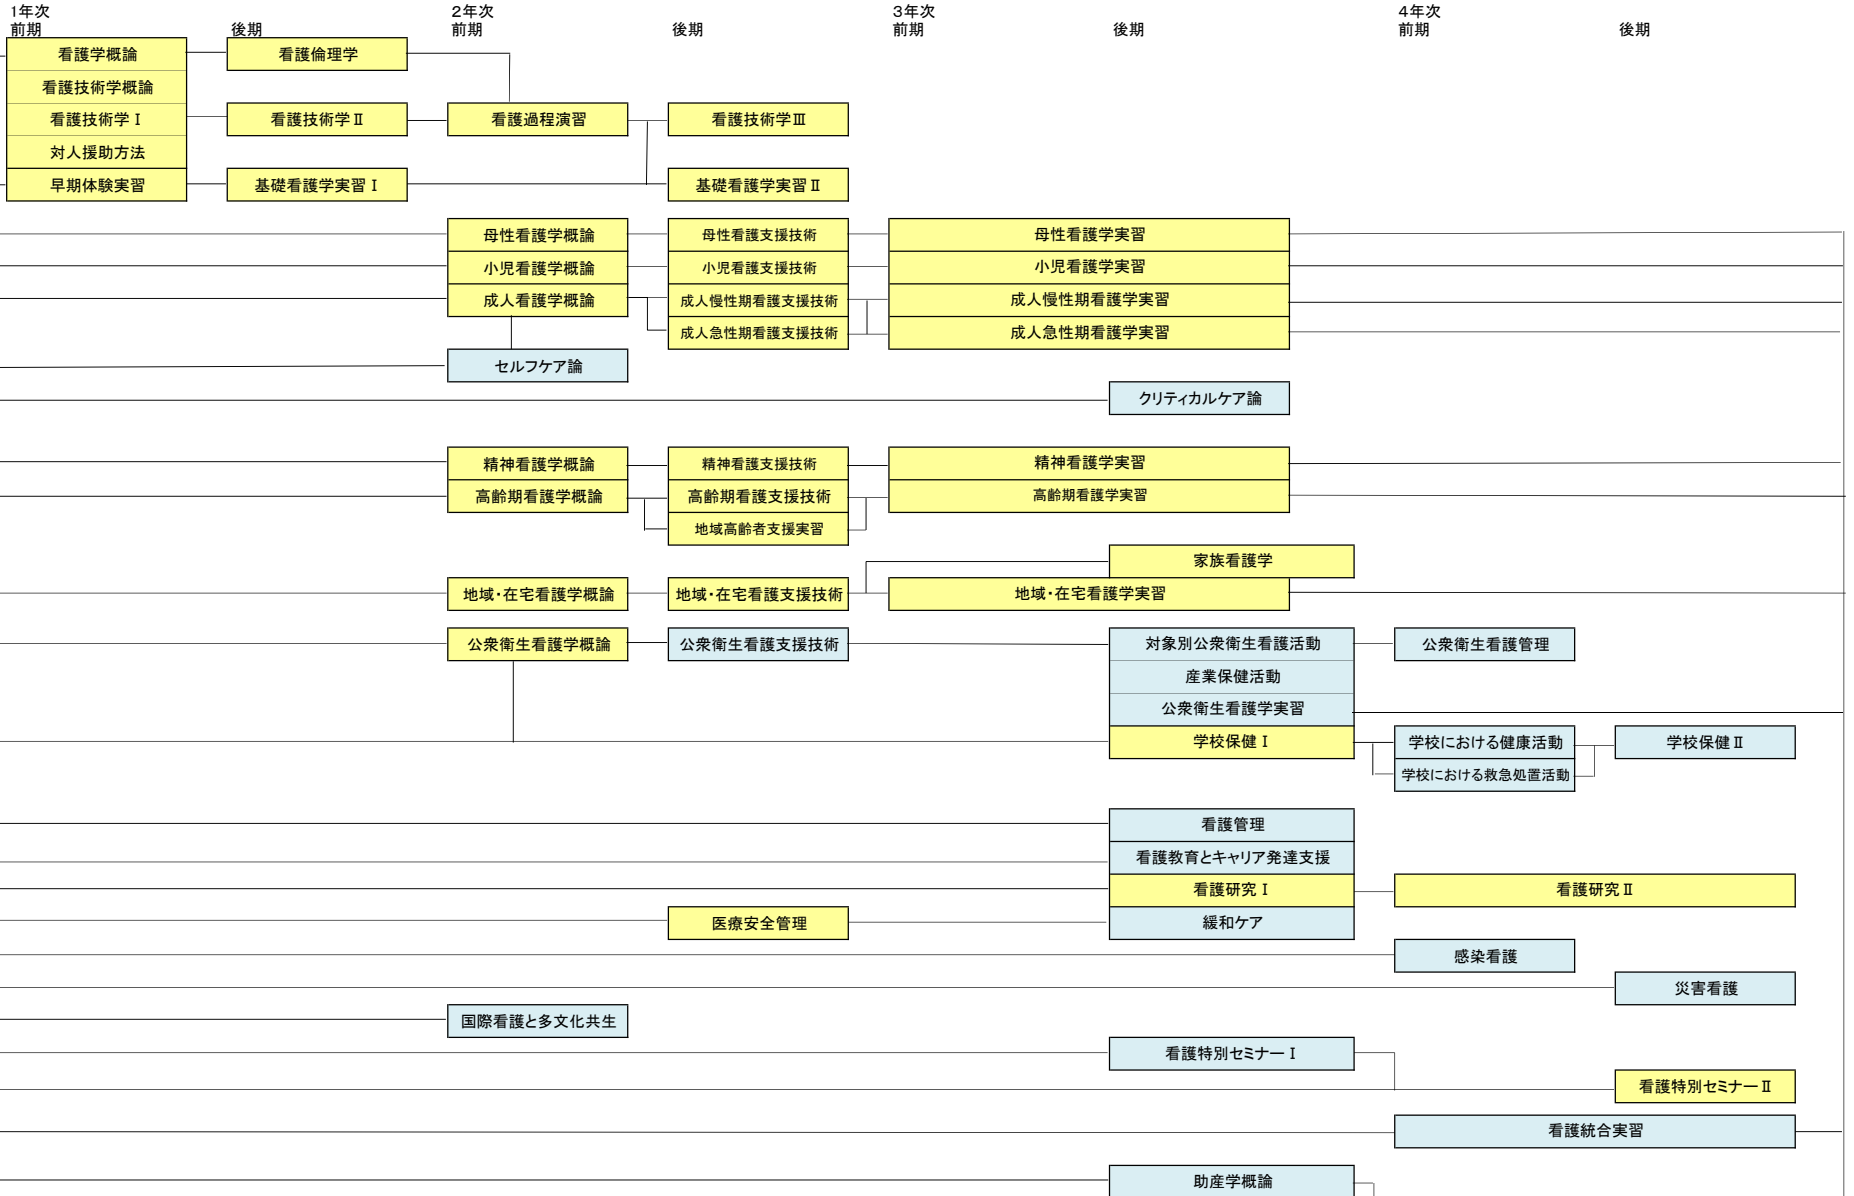 1年次
2年次
3年次
4年次
前期
後期
前期
後期
前期
後期
前期
後期
看護学概論
看護倫理学
看護技術学概論
看護技術学Ⅰ
看護技術学Ⅱ
看護過程演習
看護技術学Ⅲ
対人援助方法
早期体験実習
基礎看護学実習Ⅰ
基礎看護学実習Ⅱ
母性看護学概論
母性看護支援技術
母性看護学実習
小児看護学概論
小児看護支援技術
小児看護学実習
成人看護学概論
成人慢性期看護支援技術
成人慢性期看護学実習
成人急性期看護支援技術
成人急性期看護学実習
セルフケア論
クリティカルケア論
精神看護学概論
精神看護支援技術
精神看護学実習
高齢期看護学概論
高齢期看護支援技術
高齢期看護学実習
地域高齢者支援実習
家族看護学
地域・在宅看護学概論
地域・在宅看護支援技術
地域・在宅看護学実習
公衆衛生看護学概論
公衆衛生看護支援技術
対象別公衆衛生看護活動
公衆衛生看護管理
産業保健活動
公衆衛生看護学実習
学校保健Ⅰ
学校における健康活動
学校保健Ⅱ
学校における救急処置活動
看護管理
看護教育とキャリア発達支援
看護研究Ⅰ
看護研究Ⅱ
医療安全管理
緩和ケア
感染看護
災害看護
国際看護と多文化共生
看護特別セミナーⅠ
看護特別セミナーⅡ
看護統合実習
助産学概論